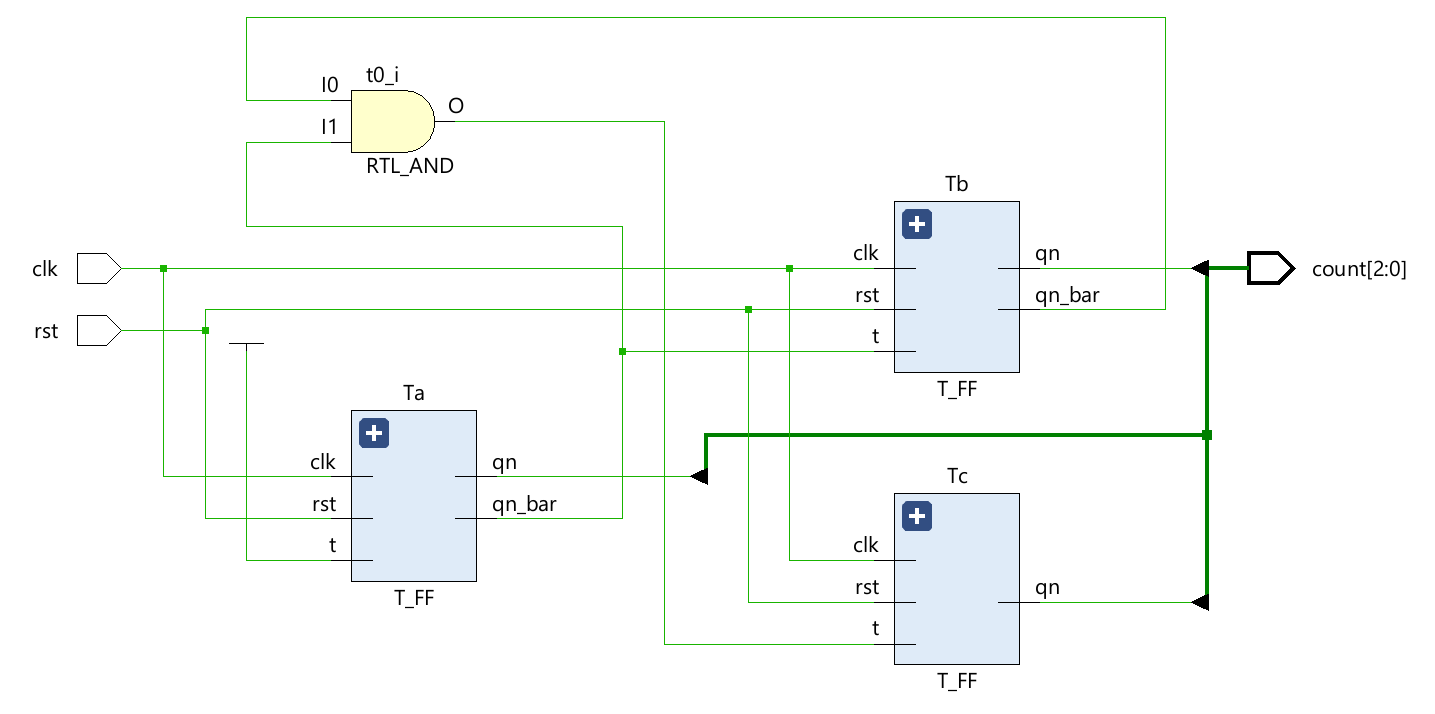 t0_i
I0
O
I1
RTL_AND
Tb
clk
qn
clk
count[2:0]
rst
qn_bar
rst
t
T_FF
Ta
clk
qn
rst
qn_bar
t
T_FF
Tc
clk
rst
qn
t
T_FF